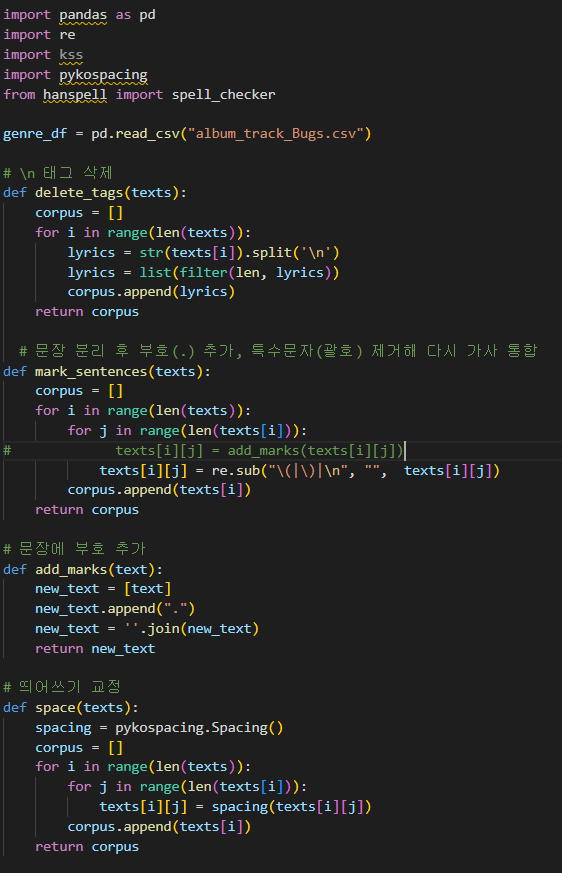 import pandas as pd
import re
import kss
import pykospacing
from hanspell import spell_checker
genre_df = pd.read_csv("album_track_Bugs.csv")
# \n 태그 삭제
def delete_tags(texts):
    corpus = []
    for i in range(len(texts)):
        lyrics = str(texts[i]).split('\n')
        lyrics = list(filter(len, lyrics))
        corpus.append(lyrics)
    return corpus
  # 문장 분리 후 부호(.) 추가, 특수문자(괄호) 제거해 다시 가사 통합
def mark_sentences(texts):
    corpus = []
    for i in range(len(texts)):
        for j in range(len(texts[i])):
#             texts[i][j] = add_marks(texts[i][j])
            texts[i][j] = re.sub("\(|\)|\n", "",  texts[i][j])
        corpus.append(texts[i])
    return corpus
# 문장에 부호 추가
def add_marks(text):
    new_text = [text]
    new_text.append(".")
    new_text = ''.join(new_text)
    return new_text
# 띄어쓰기 교정
def space(texts):
    spacing = pykospacing.Spacing()
    corpus = []
    for i in range(len(texts)):
        for j in range(len(texts[i])):
            texts[i][j] = spacing(texts[i][j])
        corpus.append(texts[i])
    return corpus